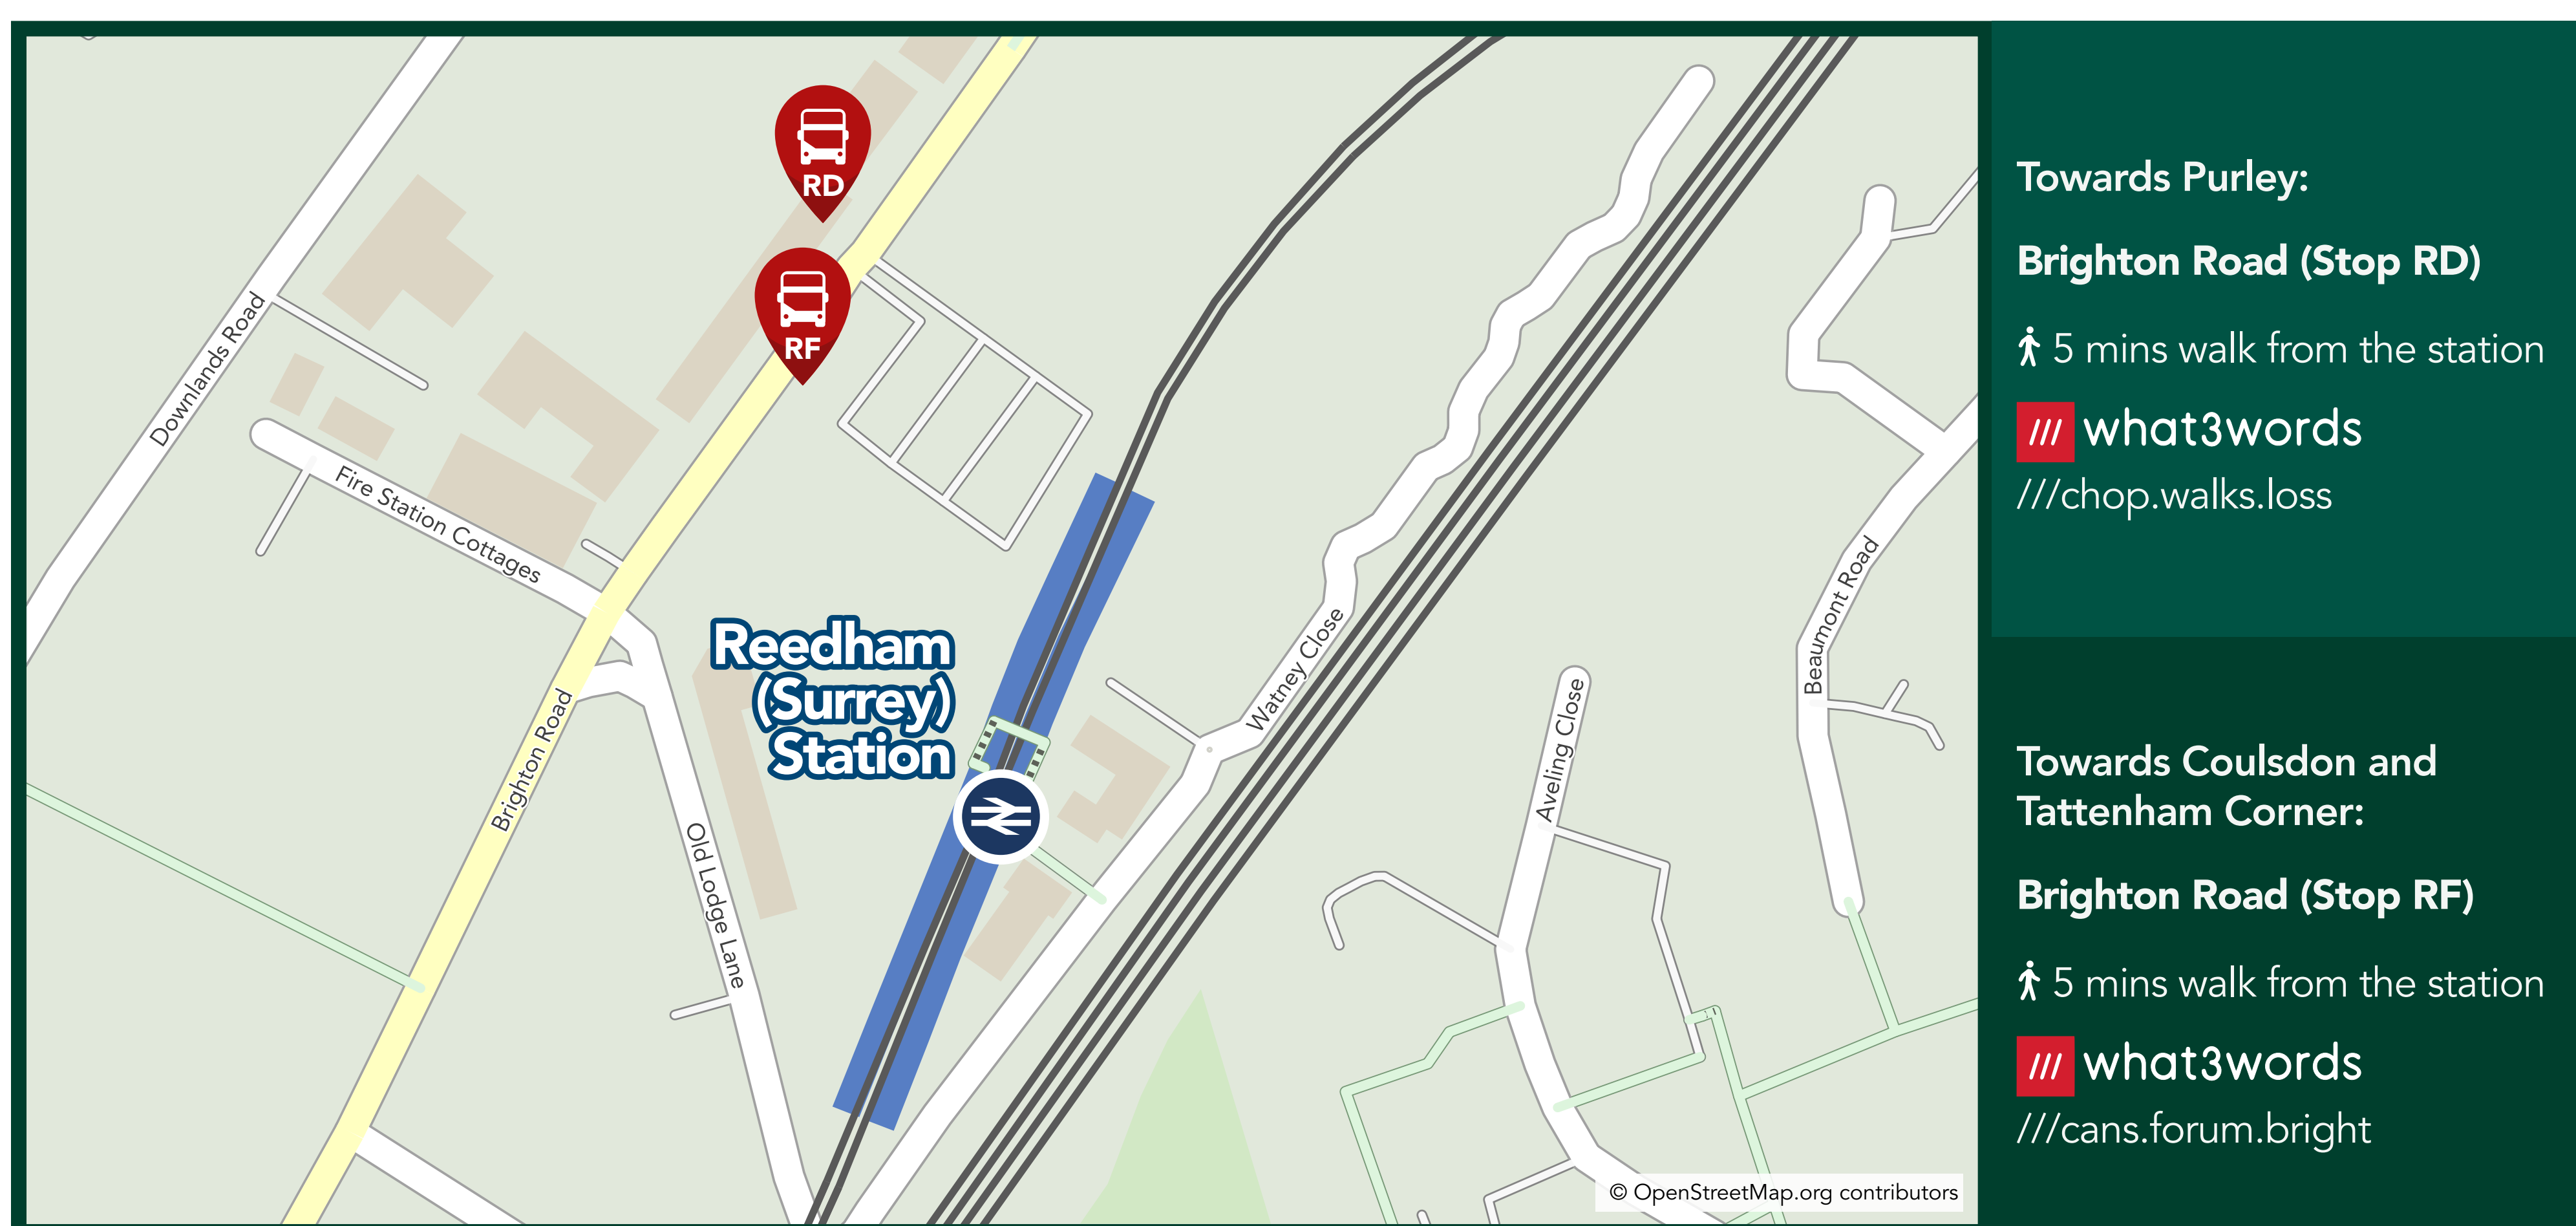 RD
RF
Downlands Road
Fire Station Cottages
Brighton Road
Old Lodge Lane
Reedham
(Surrey)
Station
Watney Close
Aveling Close
Beaumont Road
© OpenStreetMap.org contributors
Towards Purley:
Brighton Road (Stop RD)
5 mins walk from the station
/// what3words
///chop.walks.loss
Towards Coulsdon and
Tattenham Corner:
Brighton Road (Stop RF)
5 mins walk from the station
/// what3words
///cans.forum.bright